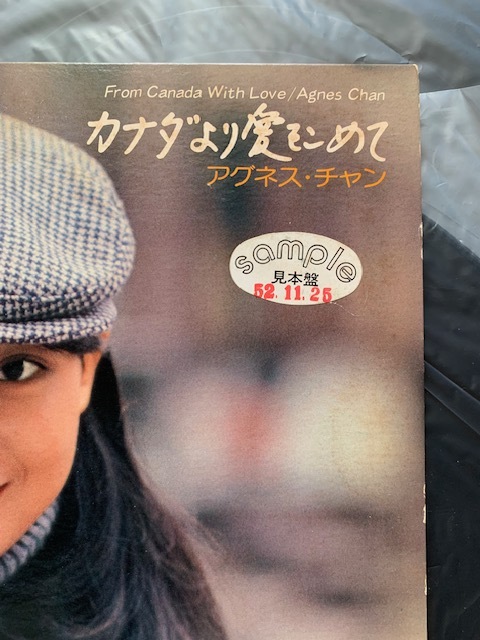 From Canada With Love/Agnes Chan
カナダより愛をこめて
アグネス・チャン
sample
見本盤
52.11.25